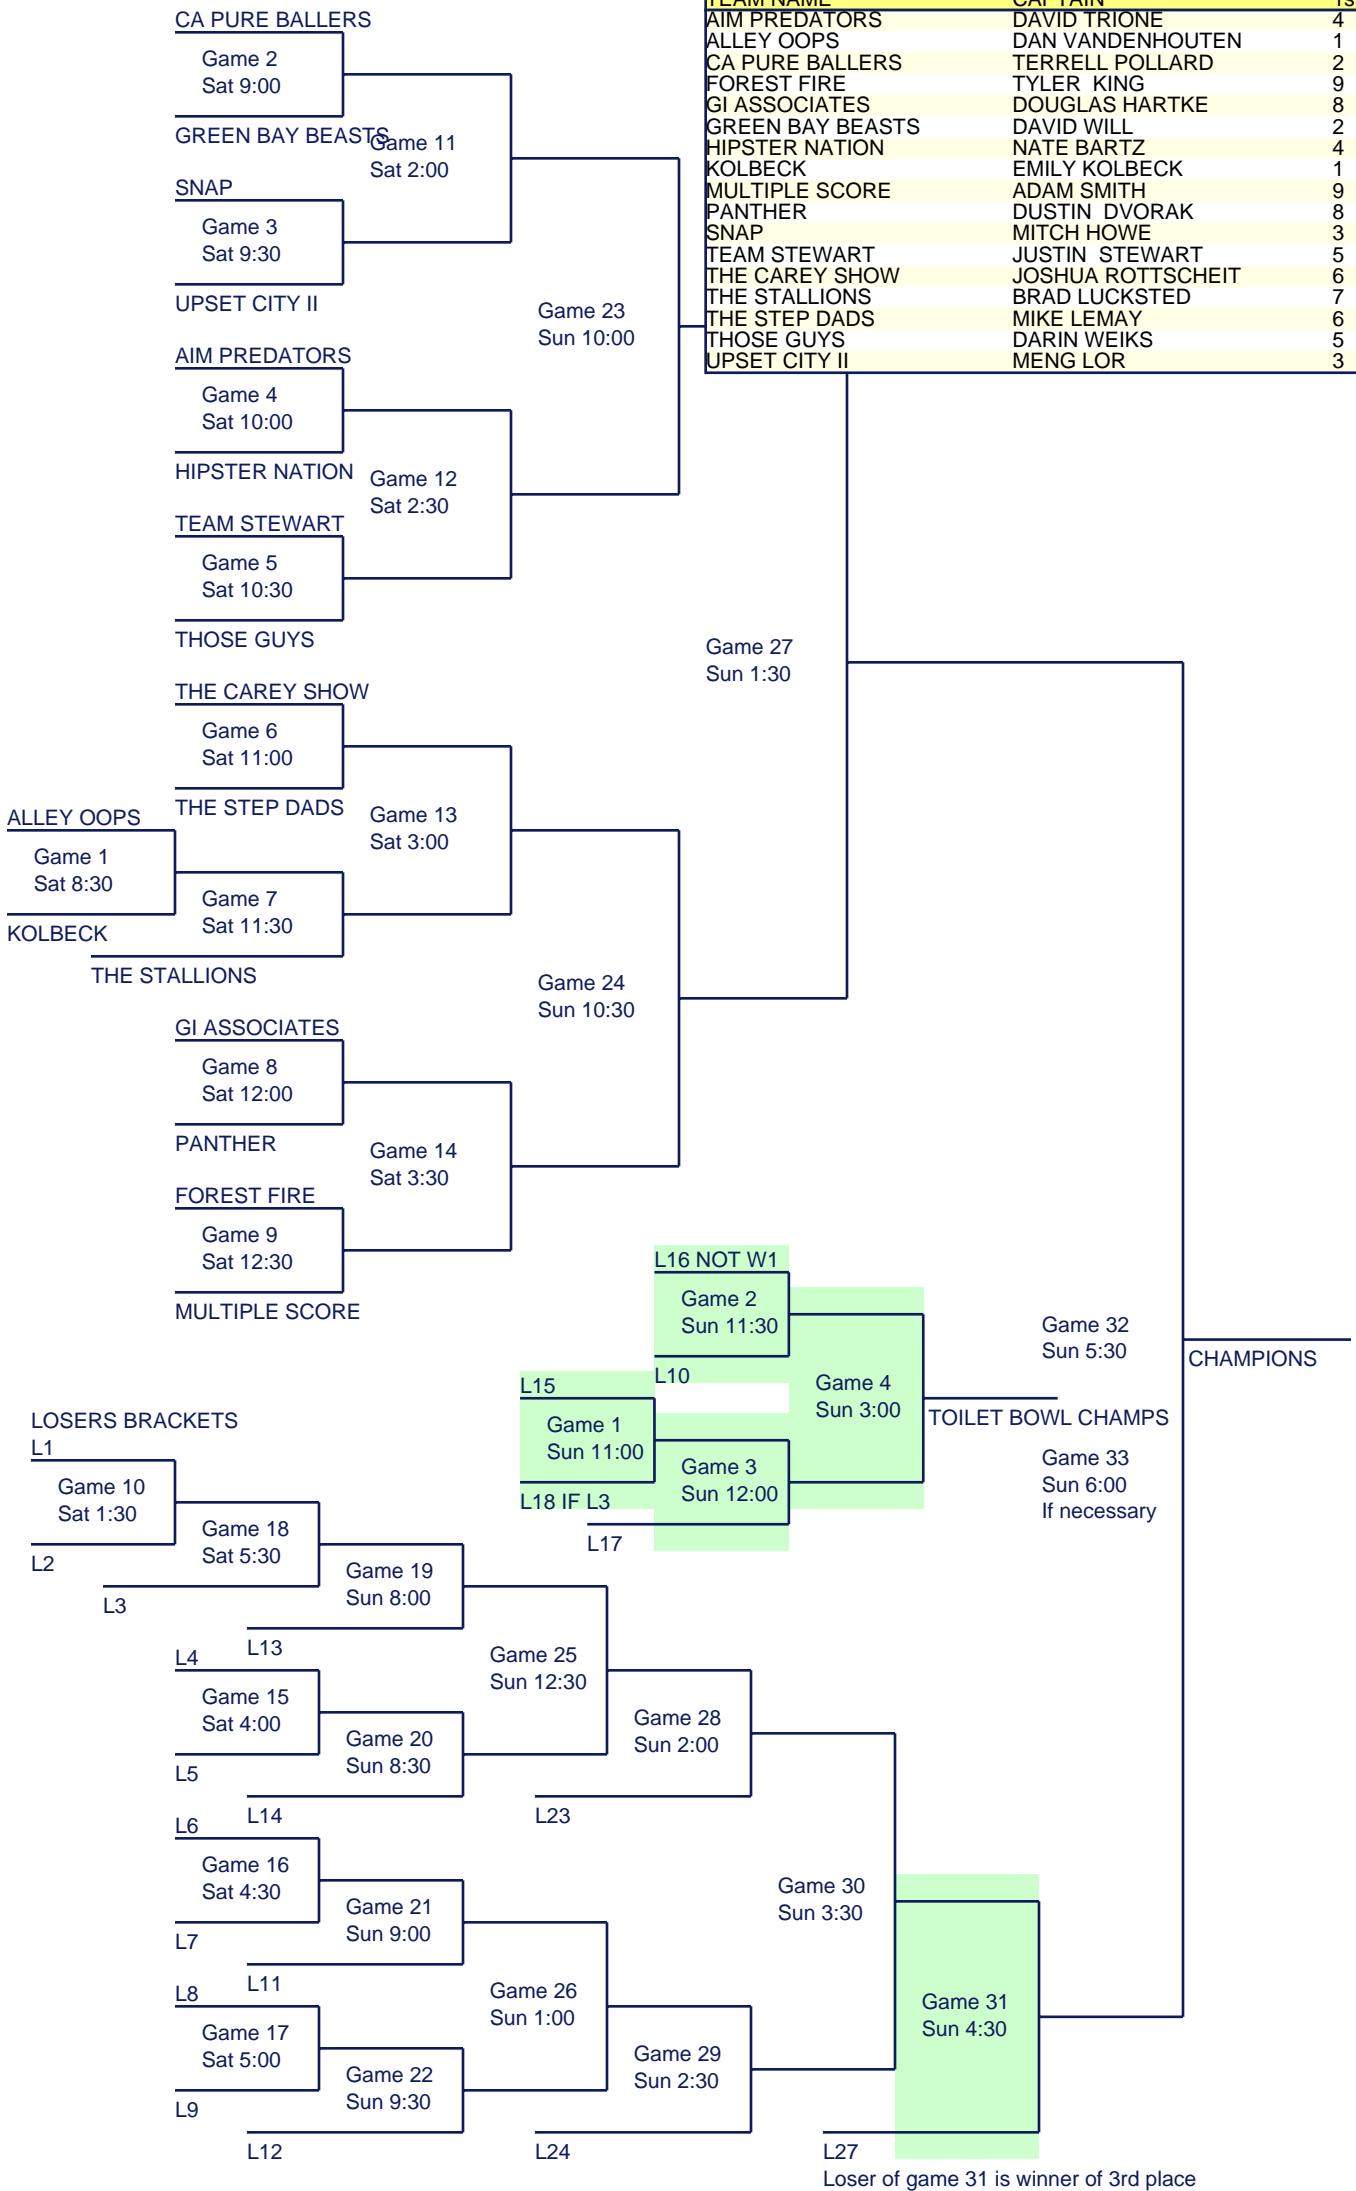 TEAM NAME CAPTAIN
AIM PREDATORS DAVID TRIONE 4
ALLEY OOPS DAN VANDENHOUTEN 1
CA PURE BALLERS TERRELL POLLARD 2
FOREST FIRE TYLER KING 9
GI ASSOCIATES DOUGLAS HARTKE 8
GREEN BAY BEASTS DAVID WILL 2
HIPSTER NATION NATE BARTZ 4
KOLBECK EMILY KOLBECK 1
MULTIPLE SCORE ADAM SMITH 9
PANTHER DUSTIN DVORAK 8
SNAP MITCH HOWE 3
TEAM STEWART JUSTIN STEWART 5
THE CAREY SHOW JOSHUA ROTTSCHEIT 6
THE STALLIONS BRAD LUCKSTED 7
THE STEP DADS MIKE LEMAY 6
THOSE GUYS DARIN WEIKS 5
UPSET CITY II MENG LOR 3
CA PURE BALLERS
Game 2
Sat 9:00
GREEN BAY BEASTS
Game 11
Sat 2:00
SNAP
Game 3
Sat 9:30
UPSET CITY II
Game 23
Sun 10:00
AIM PREDATORS
Game 4
Sat 10:00
HIPSTER NATION
Game 12
Sat 2:30
TEAM STEWART
Game 5
Sat 10:30
THOSE GUYS
Game 27
Sun 1:30
THE CAREY SHOW
Game 6
Sat 11:00
THE STEP DADS
Game 13
Sat 3:00
ALLEY OOPS
Game 1
Sat 8:30
KOLBECK
Game 7
Sat 11:30
THE STALLIONS
Game 24
Sun 10:30
GI ASSOCIATES
Game 8
Sat 12:00
PANTHER
Game 14
Sat 3:30
FOREST FIRE
Game 9
Sat 12:30
MULTIPLE SCORE
L16 NOT W1
Game 2
Sun 11:30
L10
L15
Game 1
Sun 11:00
L18 IF L3
Game 3
Sun 12:00
L17
Game 4
Sun 3:00
TOILET BOWL CHAMPS
Game 32
Sun 5:30
CHAMPIONS
Game 33
Sun 6:00
If necessary
LOSERS BRACKETS
L1
Game 10
Sat 1:30
L2
Game 18
Sat 5:30
L3
Game 19
Sun 8:00
L13
L4
Game 15
Sat 4:00
L5
Game 20
Sun 8:30
L14
Game 25
Sun 12:30
Game 28
Sun 2:00
L23
L6
Game 16
Sat 4:30
L7
Game 21
Sun 9:00
L11
L8
Game 17
Sat 5:00
L9
Game 22
Sun 9:30
L12
Game 26
Sun 1:00
Game 29
Sun 2:30
L24
Game 30
Sun 3:30
Game 31
Sun 4:30
L27
Loser of game 31 is winner of 3rd place